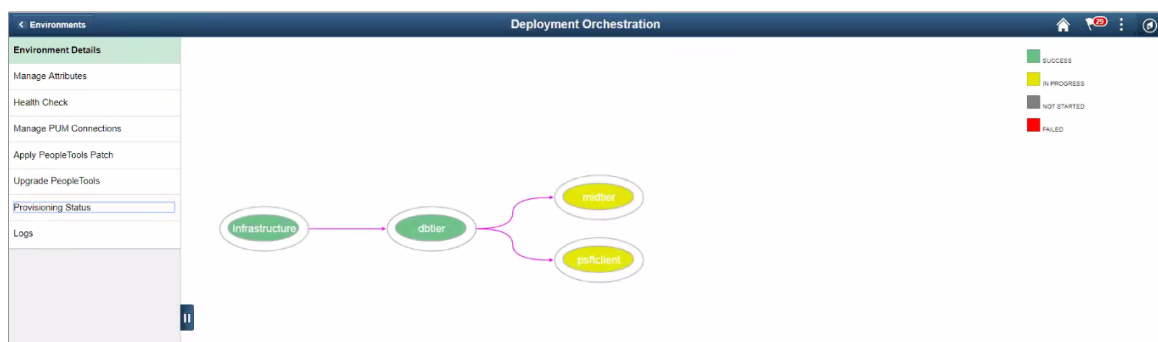 Environments
Deployment Orchestration
29
Environment Details
Manage Attributes
Health Check
Manage PUM Connections
Apply PeopleTools Patch
Upgrade PeopleTools
Provisioning Status
Logs
SUCCESS
IN PROGRESS
NOT STARTED
FAILED
infrastructure
dbtier
midtier
psftclient